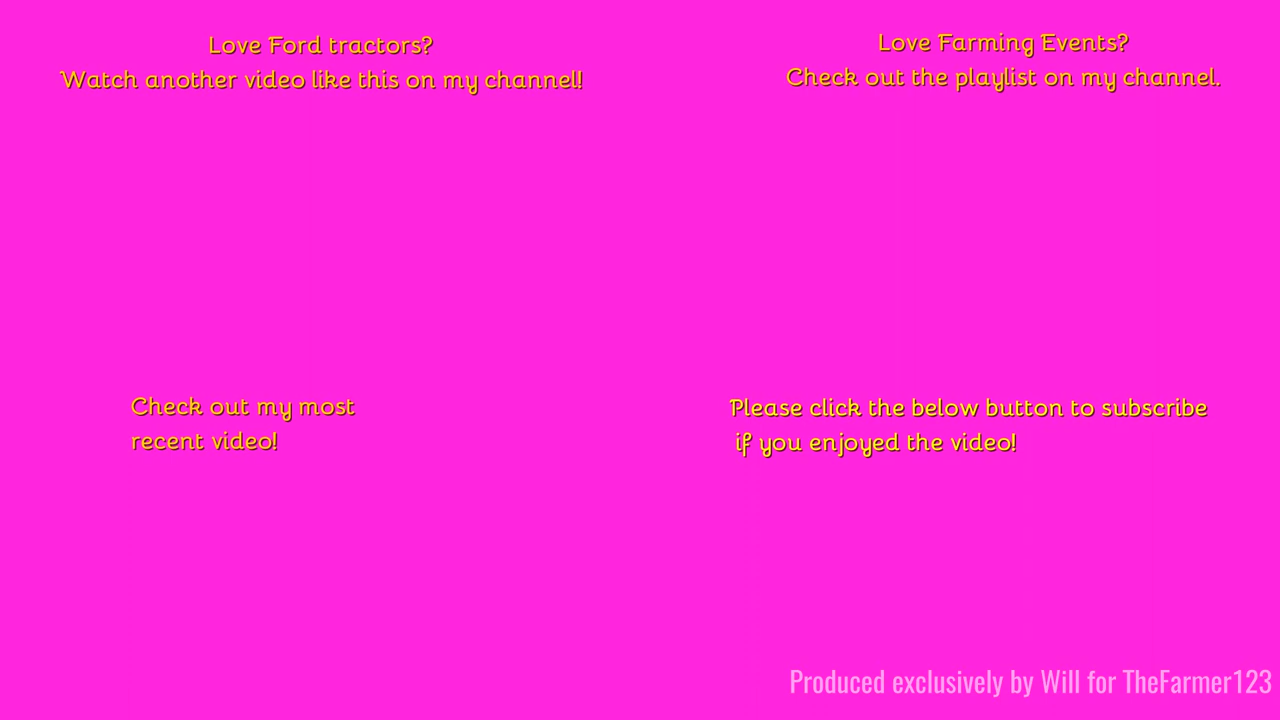 Love Ford tractors?
Watch another video like this on my channel!
Love Farming Events?
Check out the playlist on my channel.
Check out my most
recent video!
Please click the below button to subscribe
if you enjoyed the video!
Produced exclusively by Will for TheFarmer123